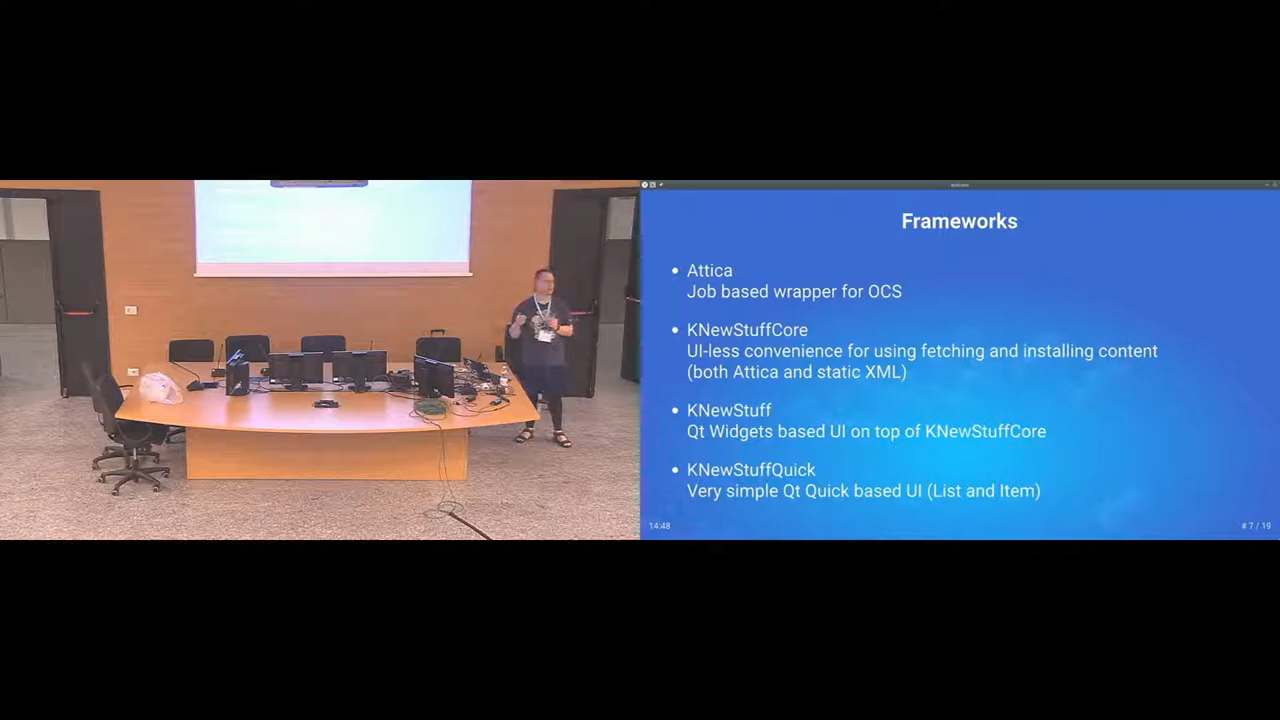 Frameworks
• Attica
Job based wrapper for OCS
• KNewStuffCore
UI-less convenience for using fetching and installing content
(both Attica and static XML)
• KNewStuff
Qt Widgets based UI on top of KNewStuffCore
• KNewStuffQuick
Very simple Qt Quick based UI (List and Item)
14:48
# 7 / 19